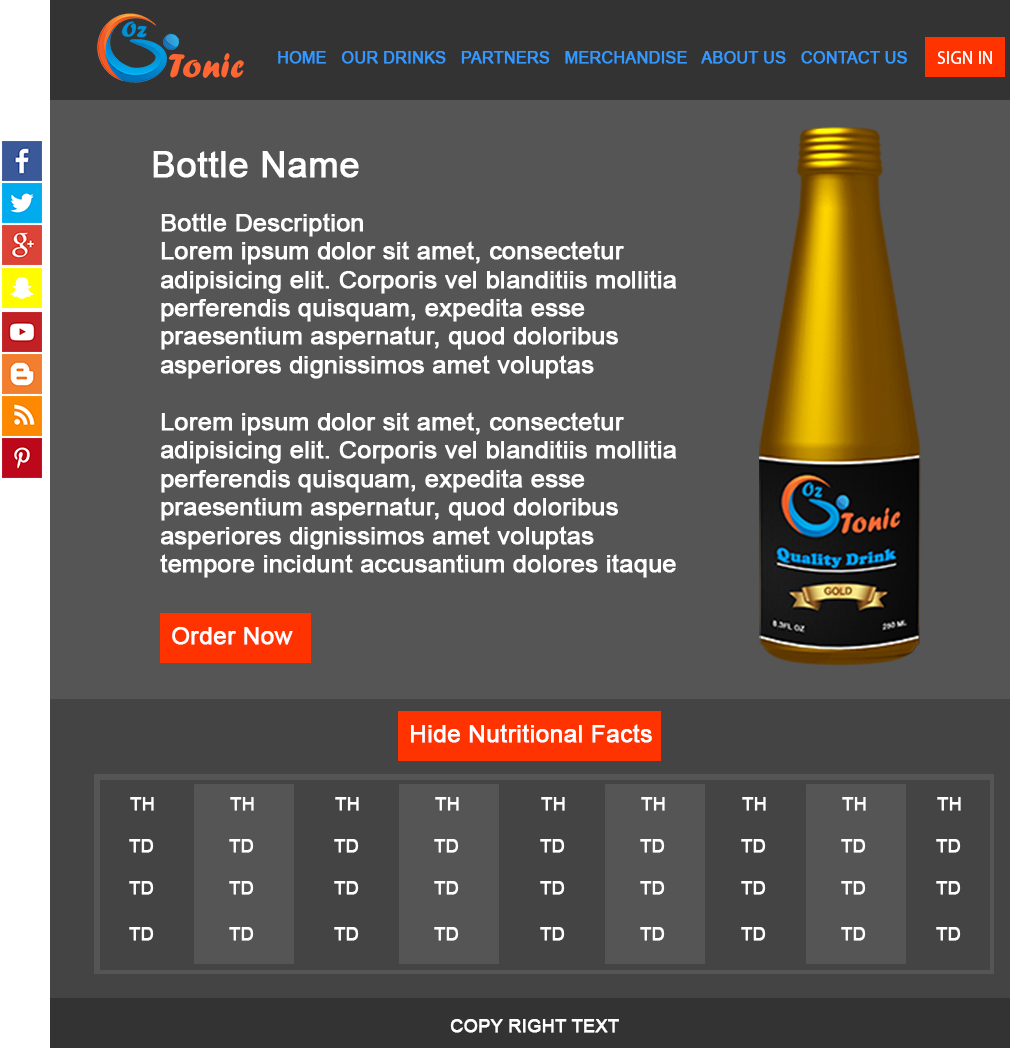 Oz
Tonic
HOME OUR DRINKS PARTNERS MERCHANDISE ABOUT US CONTACT US SIGN IN
Bottle Name
Bottle Description
Lorem ipsum dolor sit amet, consectetur
adipisicing elit. Corporis vel blanditiis mollitia
perferendis quisquam, expedita esse
praesentium aspernatur, quod doloribus
asperiores dignissimos amet voluptas
Lorem ipsum dolor sit amet, consectetur
adipisicing elit. Corporis vel blanditiis mollitia
perferendis quisquam, expedita esse
praesentium aspernatur, quod doloribus
asperiores dignissimos amet voluptas
tempore incidunt accusantium dolores itaque
Order Now
Oz
Tonic
Quality Drink
GOLD
8.3FL OZ 250 ML
Hide Nutritional Facts
TH TH TH TH TH TH TH TH TH
TD TD TD TD TD TD TD TD TD
TD TD TD TD TD TD TD TD TD
TD TD TD TD TD TD TD TD TD
COPY RIGHT TEXT